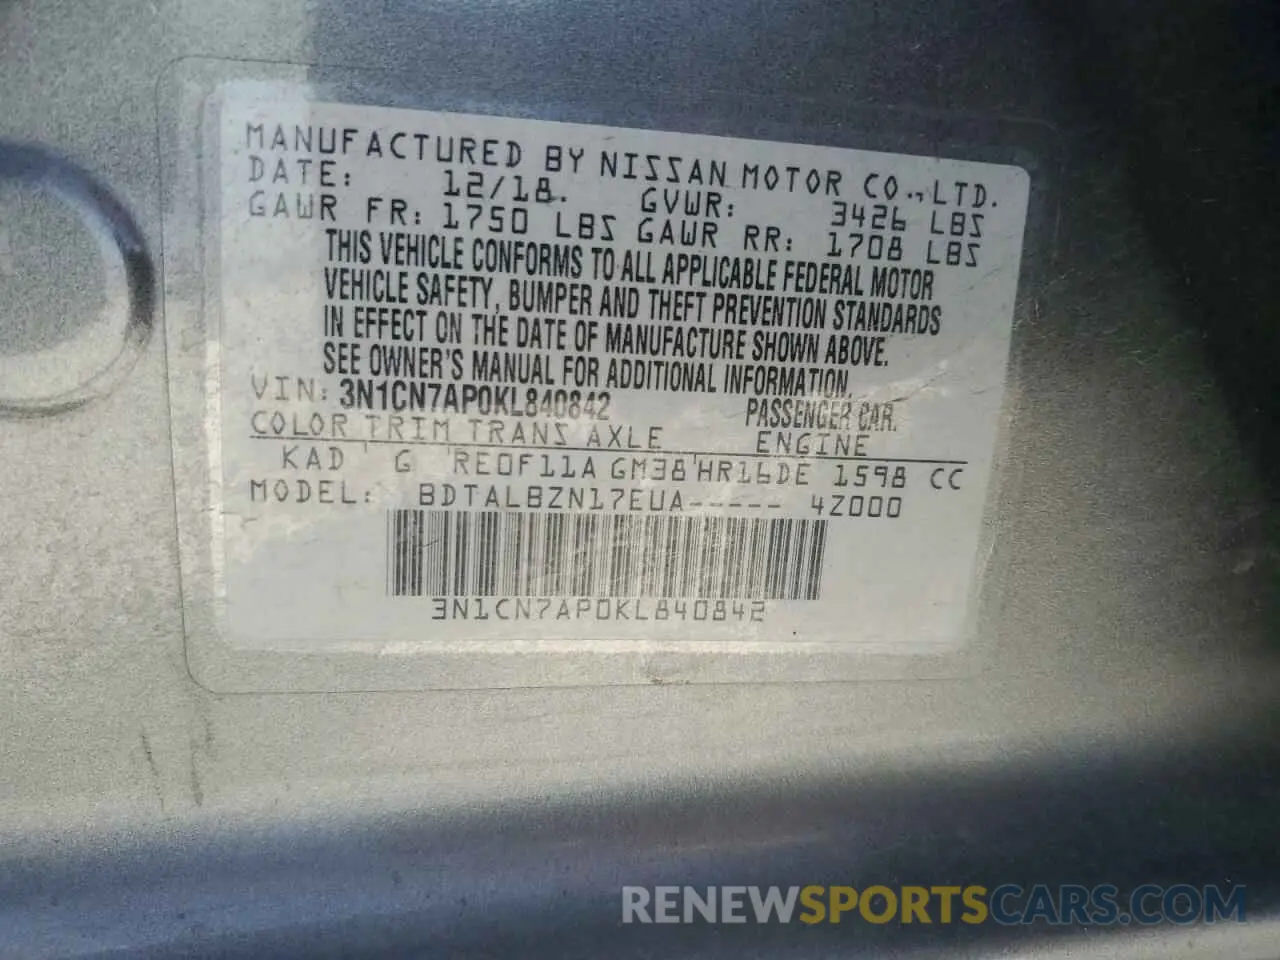 MANUFACTURED BY NISSAN MOTOR CO., LTD.
DATE: 12/18. GVWR: 3426 LBS
GAWR FR: 1750 LBS GAWR RR: 1708 LBS
THIS VEHICLE CONFORMS TO ALL APPLICABLE FEDERAL MOTOR
VEHICLE SAFETY, BUMPER AND THEFT PREVENTION STANDARDS
IN EFFECT ON THE DATE OF MANUFACTURE SHOWN ABOVE.
SEE OWNER'S MANUAL FOR ADDITIONAL INFORMATION.
VIN: 3N1CN7AP0KL840842 PASSENGER CAR.
COLOR TRIM TRANS AXLE ENGINE
KAD G RE0F11A GM38 HR16DE 1598 CC
MODEL: BDTALBZN17EUA----- 4Z000
3N1CN7AP0KL840842
RENEWSPORTSCARS.COM